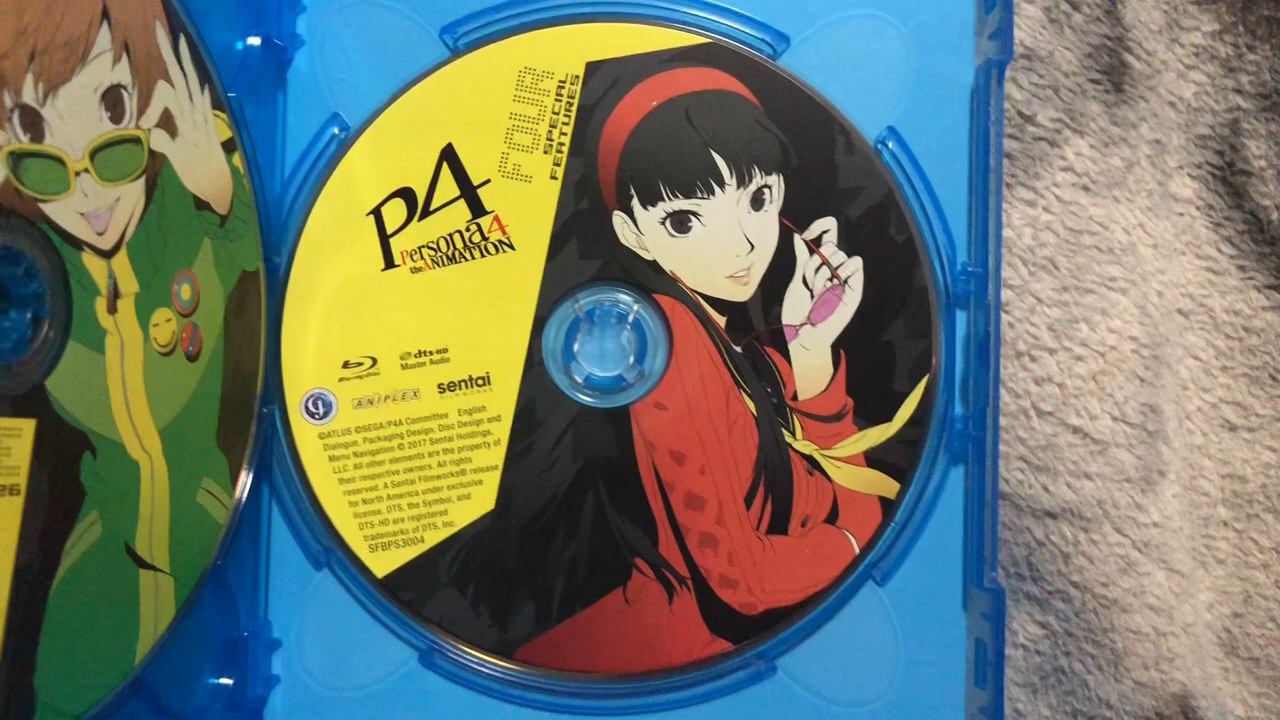 FOUR
SPECIAL
FEATURES
P4
Persona4
the ANIMATION
Blu-ray Disc
dts-HD
Master Audio
ANIPLEX
sentai
FILMWORKS
©ATLUS ©SEGA/P4A Committee English
Dialogue, Packaging Design, Disc Design and
Menu Navigation © 2017 Sentai Holdings,
LLC. All other elements are the property of
their respective owners. All rights
reserved. A Sentai Filmworks® release
for North America under exclusive
license. DTS, the Symbol, and
DTS-HD are registered
trademarks of DTS, Inc.
SFBPS3004
26